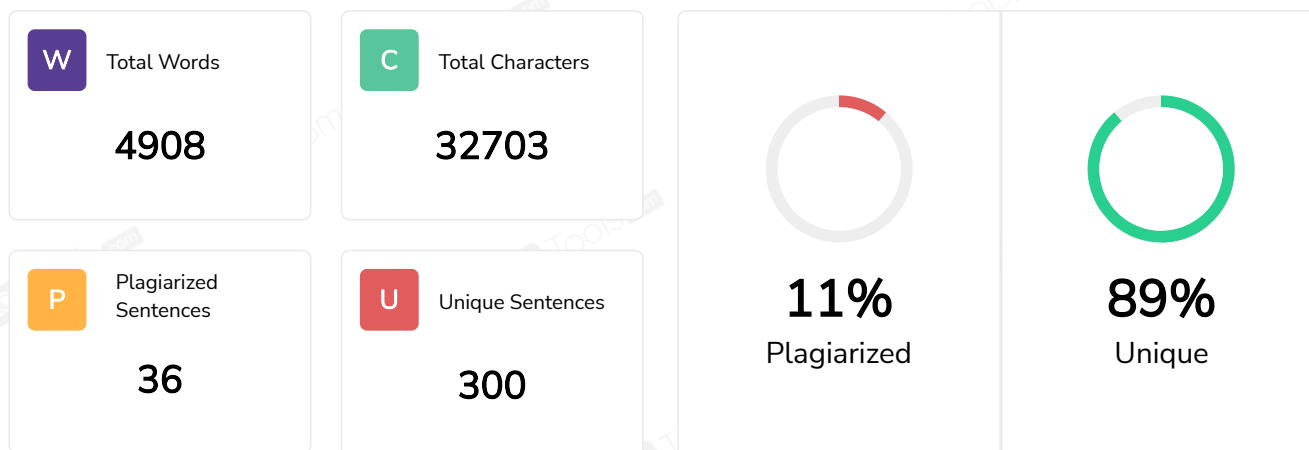 W Total Words
4908
C Total Characters
32703
P Plagiarized
Sentences
36
U Unique Sentences
300
11%
Plagiarized
89%
Unique